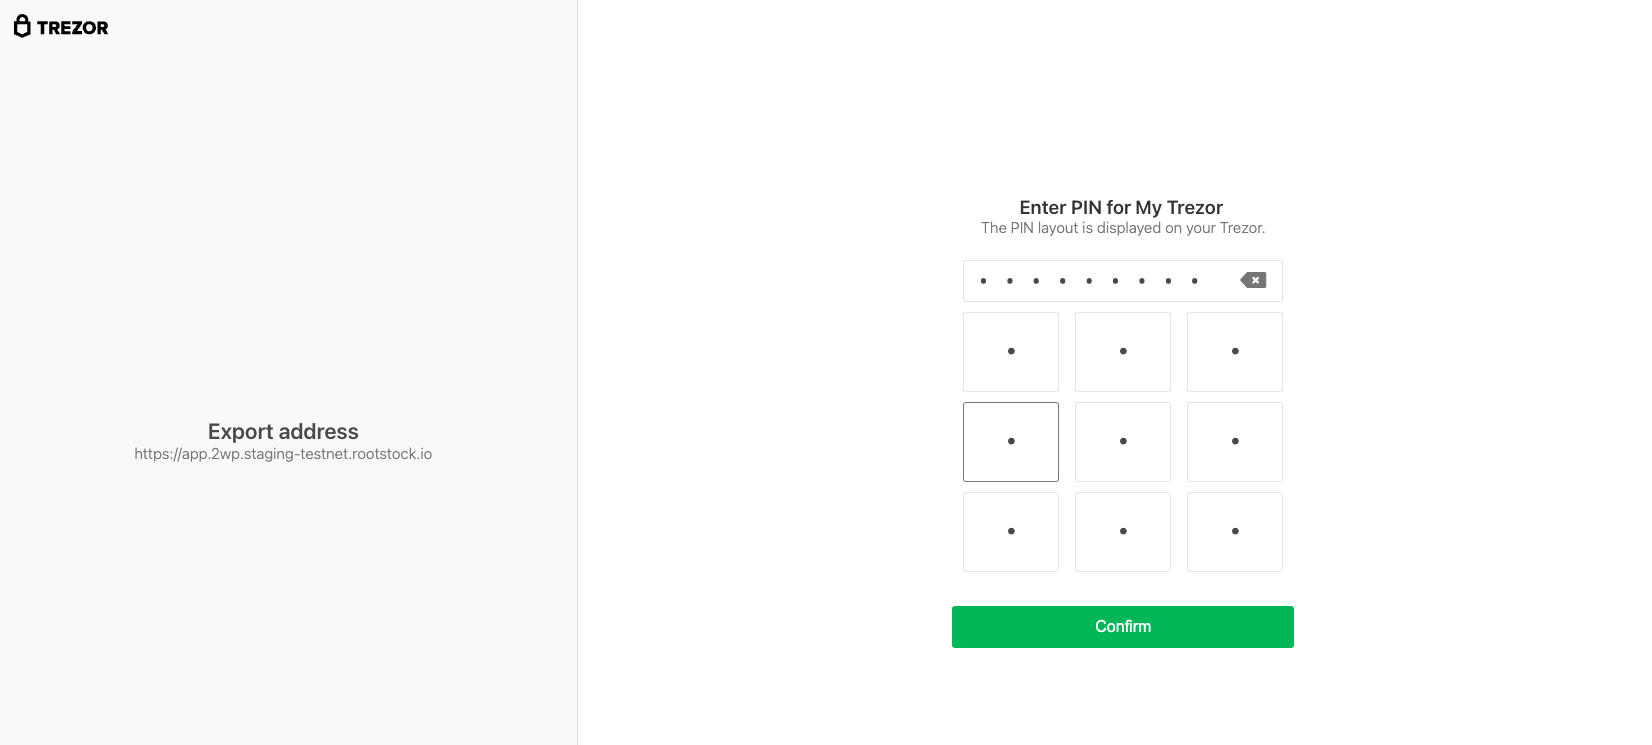 TREZOR
Export address
https://app.2wp.staging-testnet.rootstock.io
Enter PIN for My Trezor
The PIN layout is displayed on your Trezor.
• • • • • • • • •
• • •
• • •
• • •
Confirm